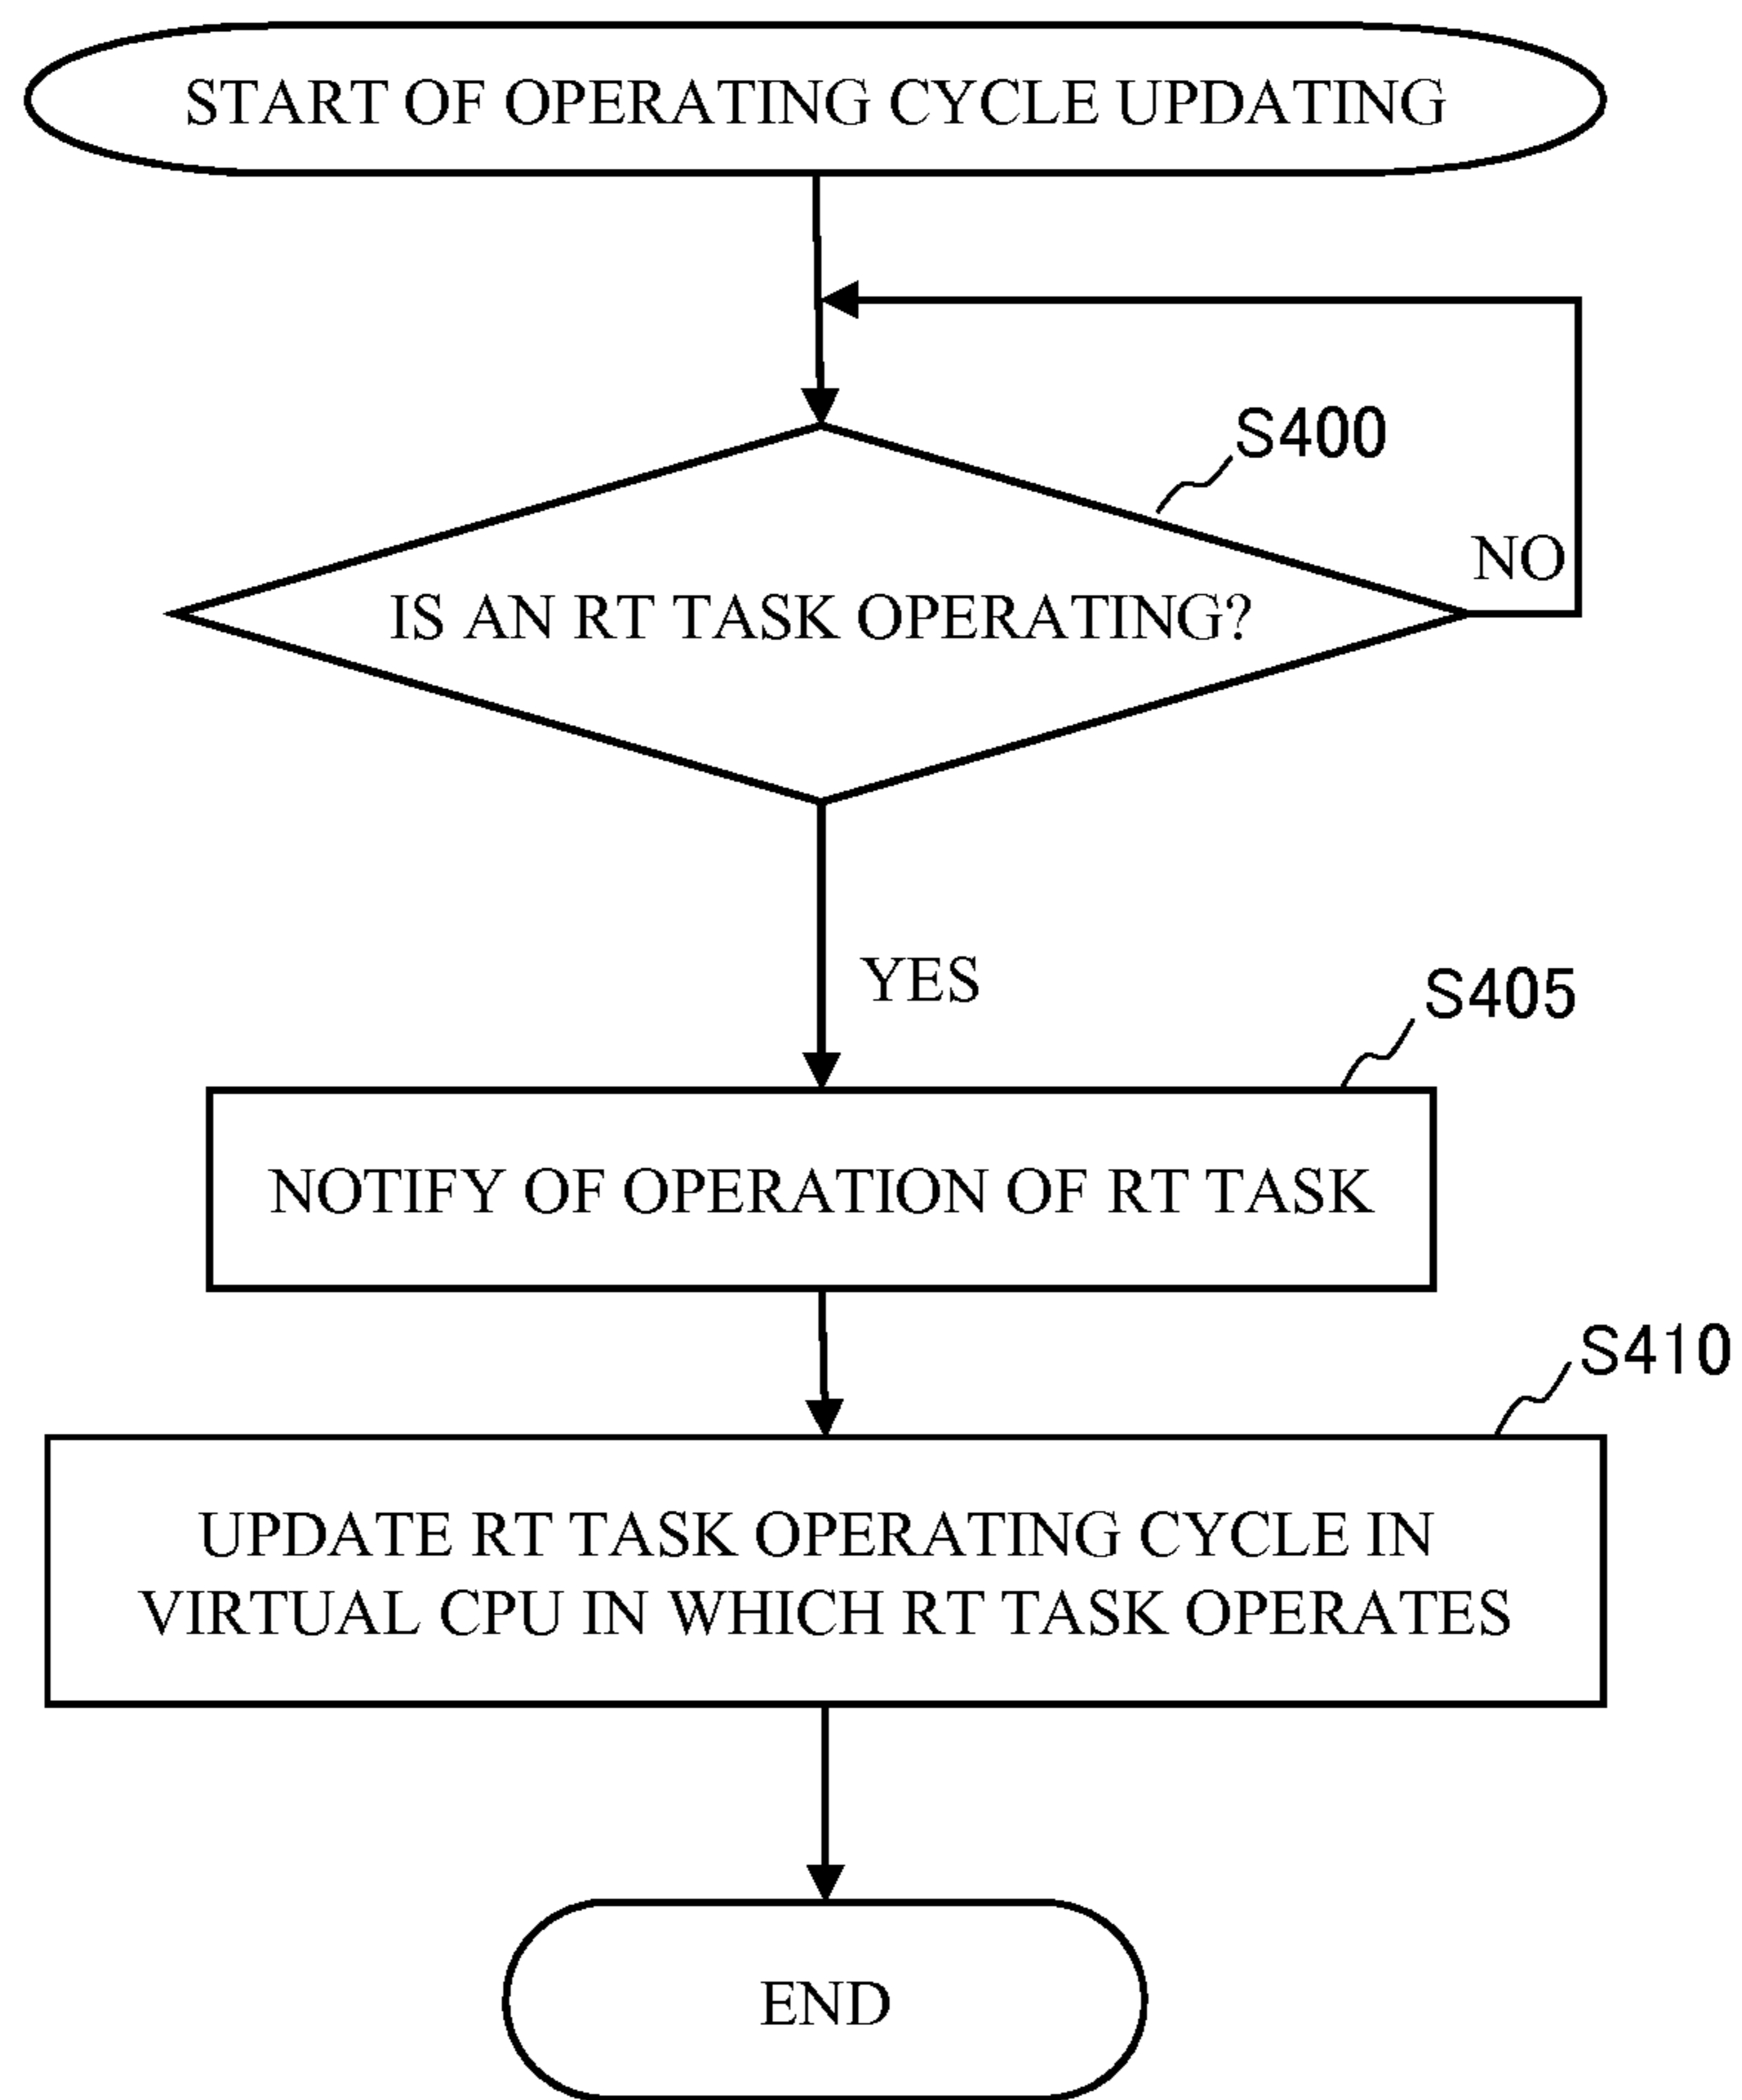 START OF OPERATING CYCLE UPDATING
S400
NO
IS AN RT TASK OPERATING?
YES
S405
NOTIFY OF OPERATION OF RT TASK
S410
UPDATE RT TASK OPERATING CYCLE IN
VIRTUAL CPU IN WHICH RT TASK OPERATES
END